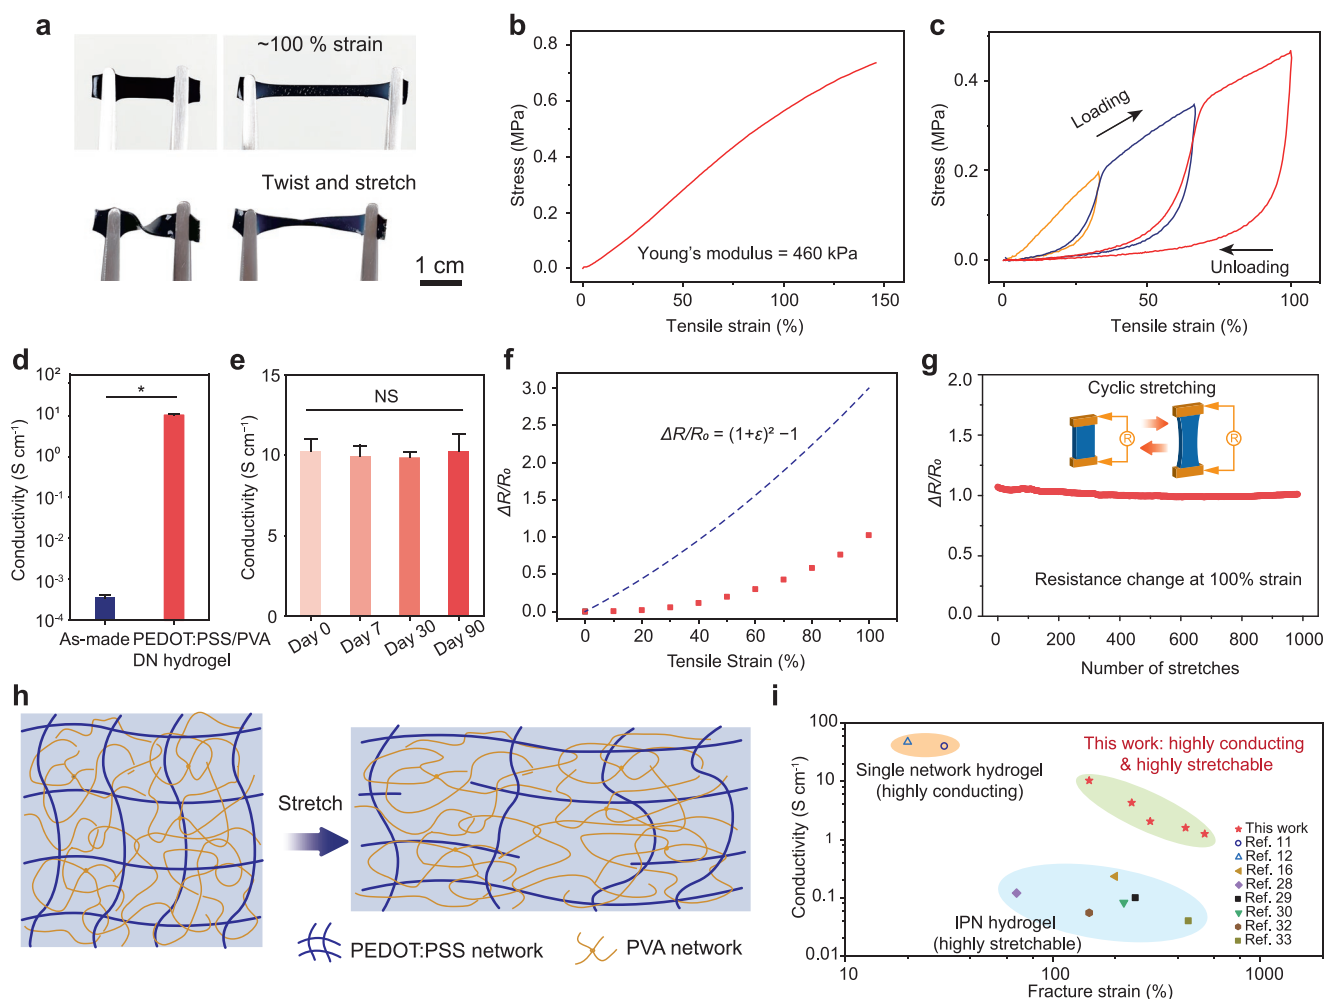 a
~100 % strain
Twist and stretch
1 cm
b
0.8
0.6
0.4
0.2
0.0
Stress (MPa)
Young's modulus = 460 kPa
0
50
100
150
Tensile strain (%)
c
0.4
0.2
0.0
Stress (MPa)
Loading
Unloading
0
50
100
Tensile strain (%)
d
10²
10¹
10⁰
10⁻¹
10⁻²
10⁻³
10⁻⁴
Conductivity (S cm⁻¹)
*
As-made PEDOT:PSS/PVA
DN hydrogel
e
15
10
5
0
Conductivity (S cm⁻¹)
NS
Day 0
Day 7
Day 30
Day 90
f
3.0
2.0
1.0
0.0
ΔR/R₀
ΔR/R₀ = (1+ε)² −1
0
20
40
60
80
100
Tensile Strain (%)
g
2.0
1.5
1.0
0.5
0.0
ΔR/R₀
Cyclic stretching
R
R
Resistance change at 100% strain
0
200
400
600
800
1000
Number of stretches
h
Stretch
PEDOT:PSS network
PVA network
i
100
10
1
0.1
0.01
Conductivity (S cm⁻¹)
Single network hydrogel
(highly conducting)
This work: highly conducting
& highly stretchable
IPN hydrogel
(highly stretchable)
This work
Ref. 11
Ref. 12
Ref. 16
Ref. 28
Ref. 29
Ref. 30
Ref. 32
Ref. 33
10
100
1000
Fracture strain (%)